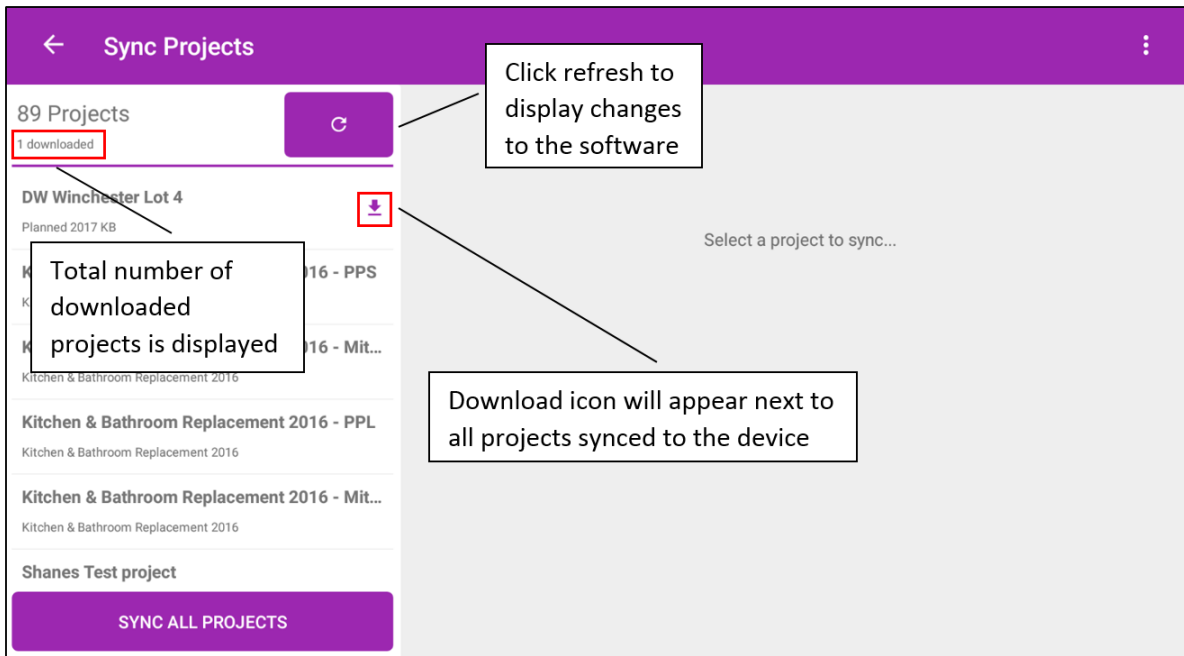 Sync Projects
Click refresh to
display changes
to the software
89 Projects
1 downloaded
DW Winchester Lot 4
Planned 2017 KB
Select a project to sync...
Total number of
downloaded
projects is displayed
K
16 - PPS
K
K
16 - Mit...
Kitchen & Bathroom Replacement 2016
Download icon will appear next to
all projects synced to the device
Kitchen & Bathroom Replacement 2016 - PPL
Kitchen & Bathroom Replacement 2016
Kitchen & Bathroom Replacement 2016 - Mit...
Kitchen & Bathroom Replacement 2016
Shanes Test project
SYNC ALL PROJECTS